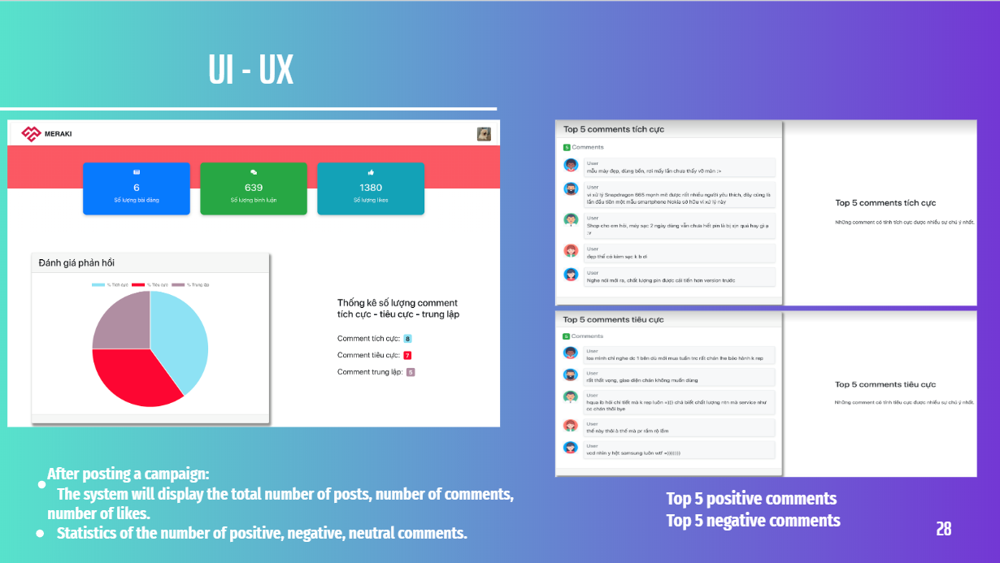 UI - UX
MERAKI
6
Số lượng bài đăng
639
Số lượng bình luận
1380
Số lượng likes
Đánh giá phản hồi
% Tích cực
% Tiêu cực
% Trung lập
Thống kê số lượng comment
tích cực - tiêu cực - trung lập
Comment tích cực: 8
Comment tiêu cực: 7
Comment trung lập: 5
After posting a campaign:
The system will display the total number of posts, number of comments,
number of likes.
Statistics of the number of positive, negative, neutral comments.
Top 5 comments tích cực
5 Comments
User
mẫu máy đẹp, dùng bền, rơi mấy lần chưa thấy vỡ màn :>
User
vi xử lý Snapdragon 665 mạnh mẽ được rất nhiều người yêu thích, đây cũng là
lần đầu tiên một mẫu smartphone Nokia sở hữu vi xử lý này
User
Shop cho em hỏi, máy sạc 2 ngày dùng vẫn chưa hết pin là bị xịn quá hay gì ạ
:v
User
đẹp thế có kèm sạc k b ơi
User
Nghe nói mới ra, chất lượng pin được cải tiến hơn version trước
Top 5 comments tích cực
Những comment có tính tích cực được nhiều sự chú ý nhất.
Top 5 comments tiêu cực
5 Comments
User
loa mình chỉ nghe dc 1 bên dù mới mua tuần trc rất chán ib bảo hành k rep
User
rất thất vọng, giao diện chán không muốn dùng
User
hqua ib hỏi chi tiết mà k rep luôn =))) chả biết chất lượng ntn mà service như
cc chán thôi bye
User
thế này thôi à thế mà pr rầm rộ lắm
User
vcd nhìn y hệt samsung luôn wtf =)))))))
Top 5 comments tiêu cực
Những comment có tính tiêu cực được nhiều sự chú ý nhất.
Top 5 positive comments
Top 5 negative comments
28